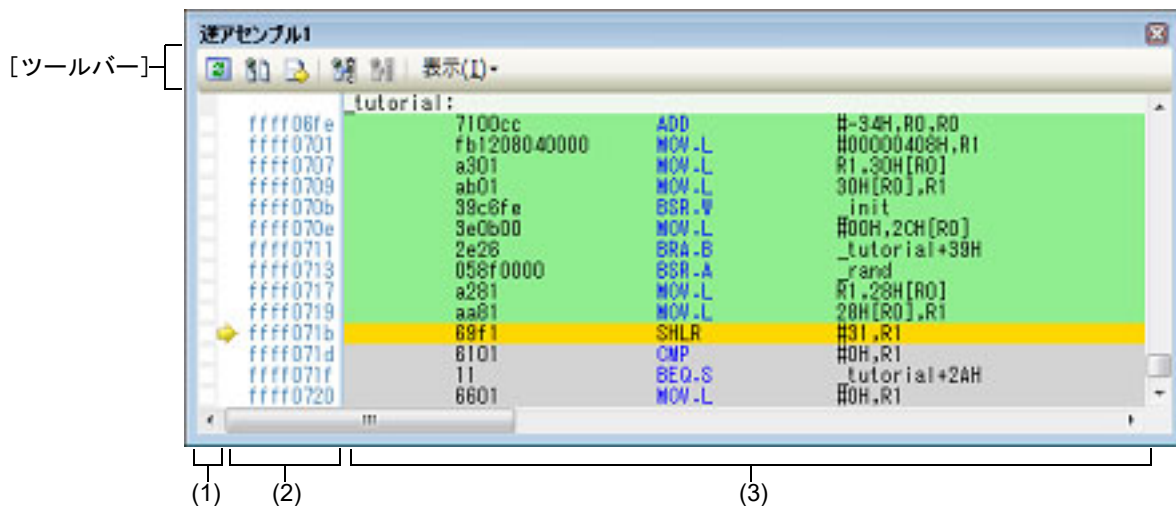 逆アセンブル1
[ツールバー]
表示(I)
_tutorial:
ffff06fe 7100cc ADD #-34H,R0,R0
ffff0701 fb1208040000 MOV.L #00000408H,R1
ffff0707 a301 MOV.L R1,30H[R0]
ffff0709 ab01 MOV.L 30H[R0],R1
ffff070b 39c6fe BSR.W _init
ffff070e 3e0b00 MOV.L #00H,2CH[R0]
ffff0711 2e26 BRA.B _tutorial+39H
ffff0713 058f0000 BSR.A _rand
ffff0717 a281 MOV.L R1,28H[R0]
ffff0719 aa81 MOV.L 28H[R0],R1
ffff071b 69f1 SHLR #31,R1
ffff071d 6101 CMP #0H,R1
ffff071f 11 BEQ.S _tutorial+2AH
ffff0720 6601 MOV.L #0H,R1
(1) (2) (3)